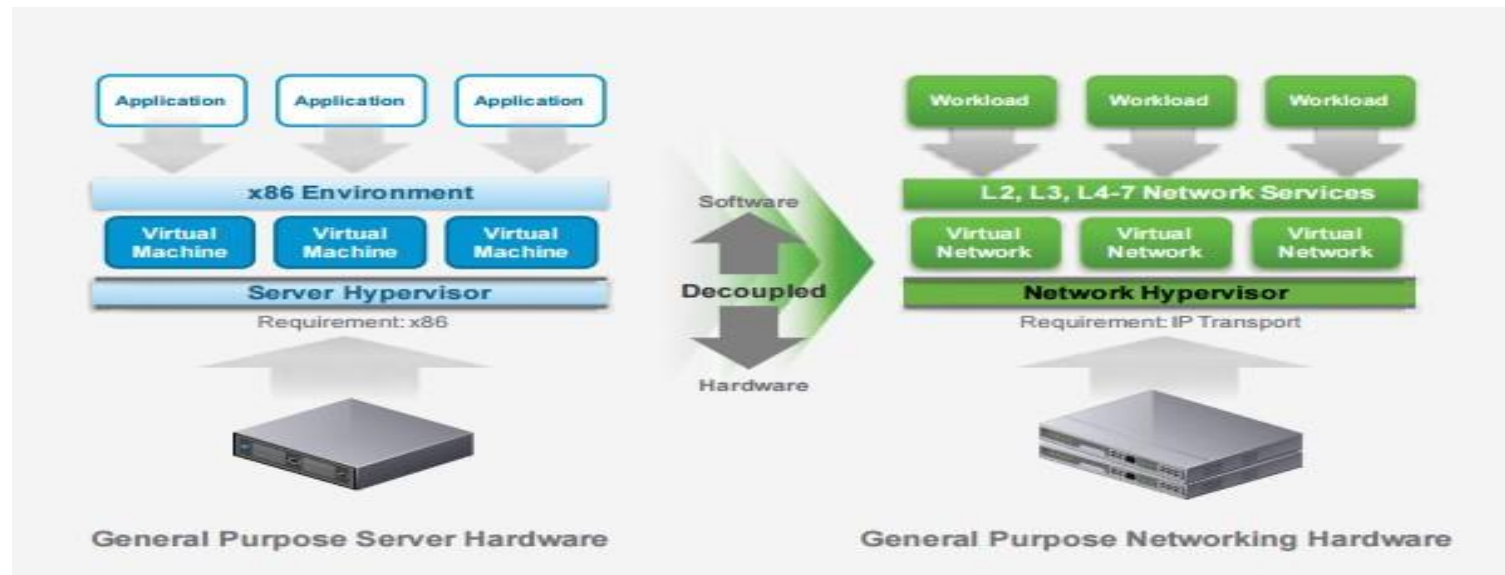 Application Application Application
x86 Environment
Virtual Machine Virtual Machine Virtual Machine
Server Hypervisor
Requirement: x86
General Purpose Server Hardware
Software
Decoupled
Hardware
Workload Workload Workload
L2, L3, L4-7 Network Services
Virtual Network Virtual Network Virtual Network
Network Hypervisor
Requirement: IP Transport
General Purpose Networking Hardware